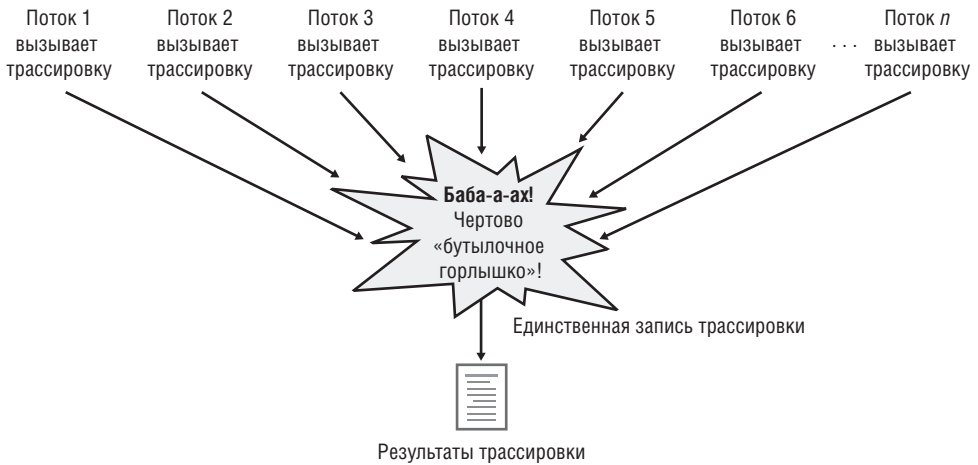 Поток 1 вызывает трассировку
Поток 2 вызывает трассировку
Поток 3 вызывает трассировку
Поток 4 вызывает трассировку
Поток 5 вызывает трассировку
Поток 6 вызывает трассировку
. . .
Поток n вызывает трассировку
Баба-а-ах!
Чертово
«бутылочное
горлышко»!
Единственная запись трассировки
Результаты трассировки